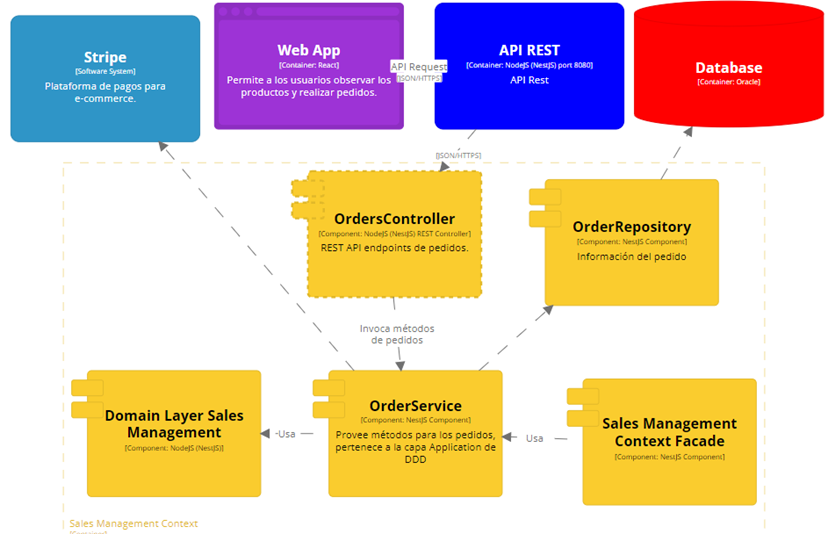 Stripe
[Software System]
Plataforma de pagos para
e-commerce.
Web App
[Container: React]
Permite a los usuarios observar los
productos y realizar pedidos.
API Request
[JSON/HTTPS]
API REST
[Container: NodeJS (NestJS) port 8080]
API Rest
Database
[Container: Oracle]
[JSON/HTTPS]
OrdersController
[Component: NodeJS (NestJS) REST Controller]
REST API endpoints de pedidos.
OrderRepository
[Component: NestJS Component]
Información del pedido
Invoca métodos
de pedidos
Domain Layer Sales
Management
[Component: NodeJS (NestJS)]
Usa
OrderService
[Component: NestJS Component]
Provee métodos para los pedidos,
pertenece a la capa Application de
DDD
Usa
Sales Management
Context Facade
[Component: NestJS Component]
Sales Management Context